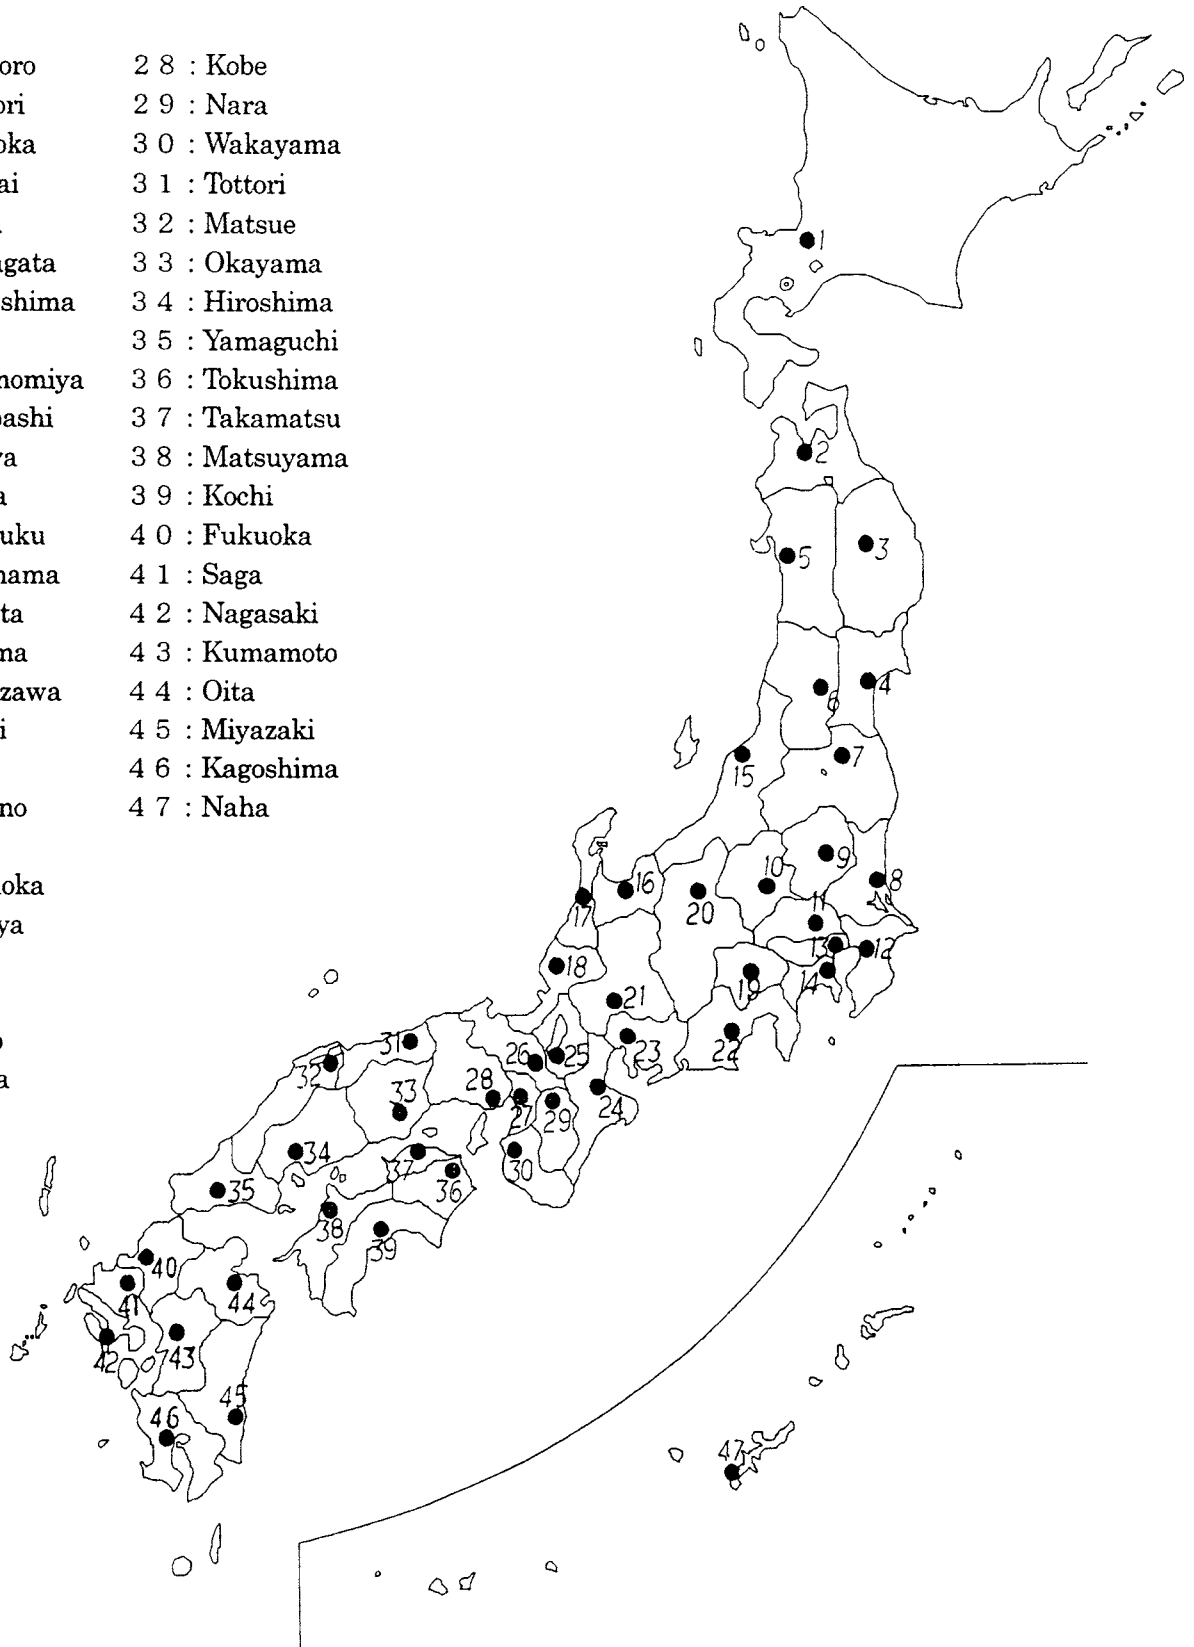 oro 2 8 : Kobe
ori 2 9 : Nara
oka 3 0 : Wakayama
ai 3 1 : Tottori
3 2 : Matsue
gata 3 3 : Okayama
shima 3 4 : Hiroshima
3 5 : Yamaguchi
nomiya 3 6 : Tokushima
bashi 3 7 : Takamatsu
va 3 8 : Matsuyama
a 3 9 : Kochi
uku 4 0 : Fukuoka
hama 4 1 : Saga
ta 4 2 : Nagasaki
ma 4 3 : Kumamoto
zawa 4 4 : Oita
i 4 5 : Miyazaki
4 6 : Kagoshima
no 4 7 : Naha
oka
ya
o
a
1
2
3
5
4
6
7
15
9
10
8
16
20
17
11
13
12
18
14
19
21
22
23
31
26
25
32
28
33
24
27
29
34
37
30
36
35
38
39
40
41
44
42
43
45
46
47